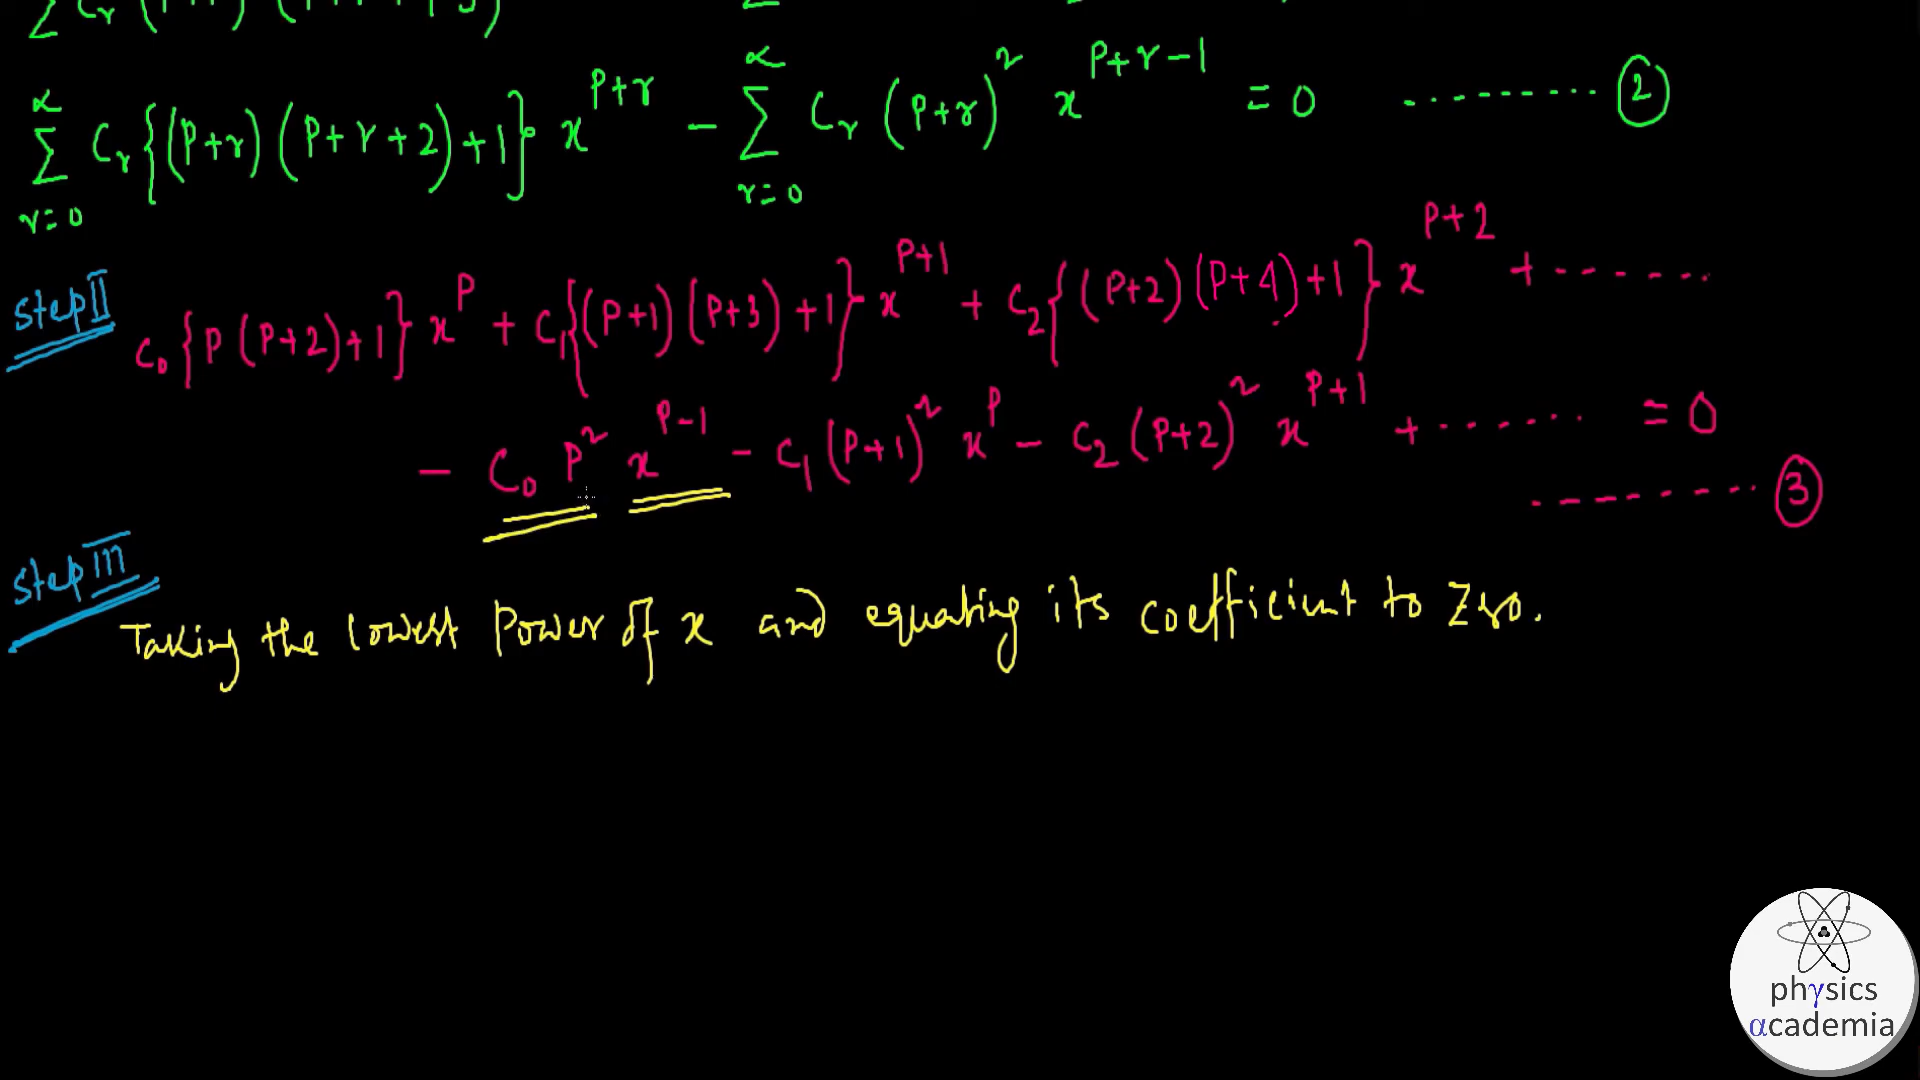 ∑_{r=0}^{∝} C_r {(P+r) (P+r+2)+1} x^{P+r} - ∑_{r=0}^{∝} C_r (P+r)^2 x^{P+r-1} = 0 --------- ②
Step II
C_0 {P (P+2)+1} x^P + C_1 {(P+1) (P+3)+1} x^{P+1} + C_2 {(P+2) (P+4)+1} x^{P+2} + -------
- C_0 P^2 x^{P-1} - C_1 (P+1)^2 x^P - C_2 (P+2)^2 x^{P+1} + ------- = 0
--------- ③
Step III
Taking the lowest Power of x and equating its coefficient to Zero.
phγsics
αcademia